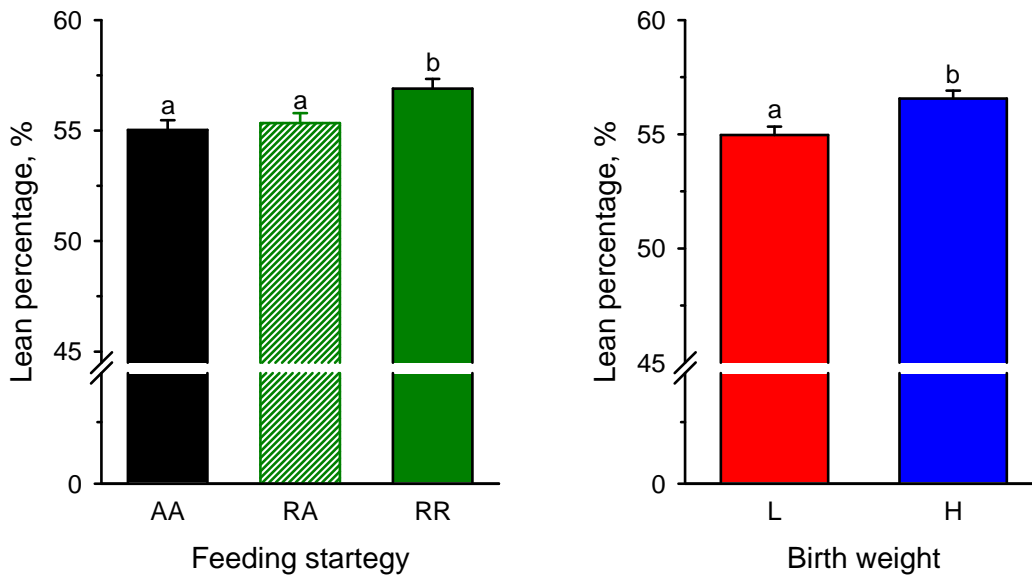 Lean percentage, %
60
55
50
45
0
a
a
b
AA
RA
RR
Feeding startegy
Lean percentage, %
60
55
50
45
0
a
b
L
H
Birth weight